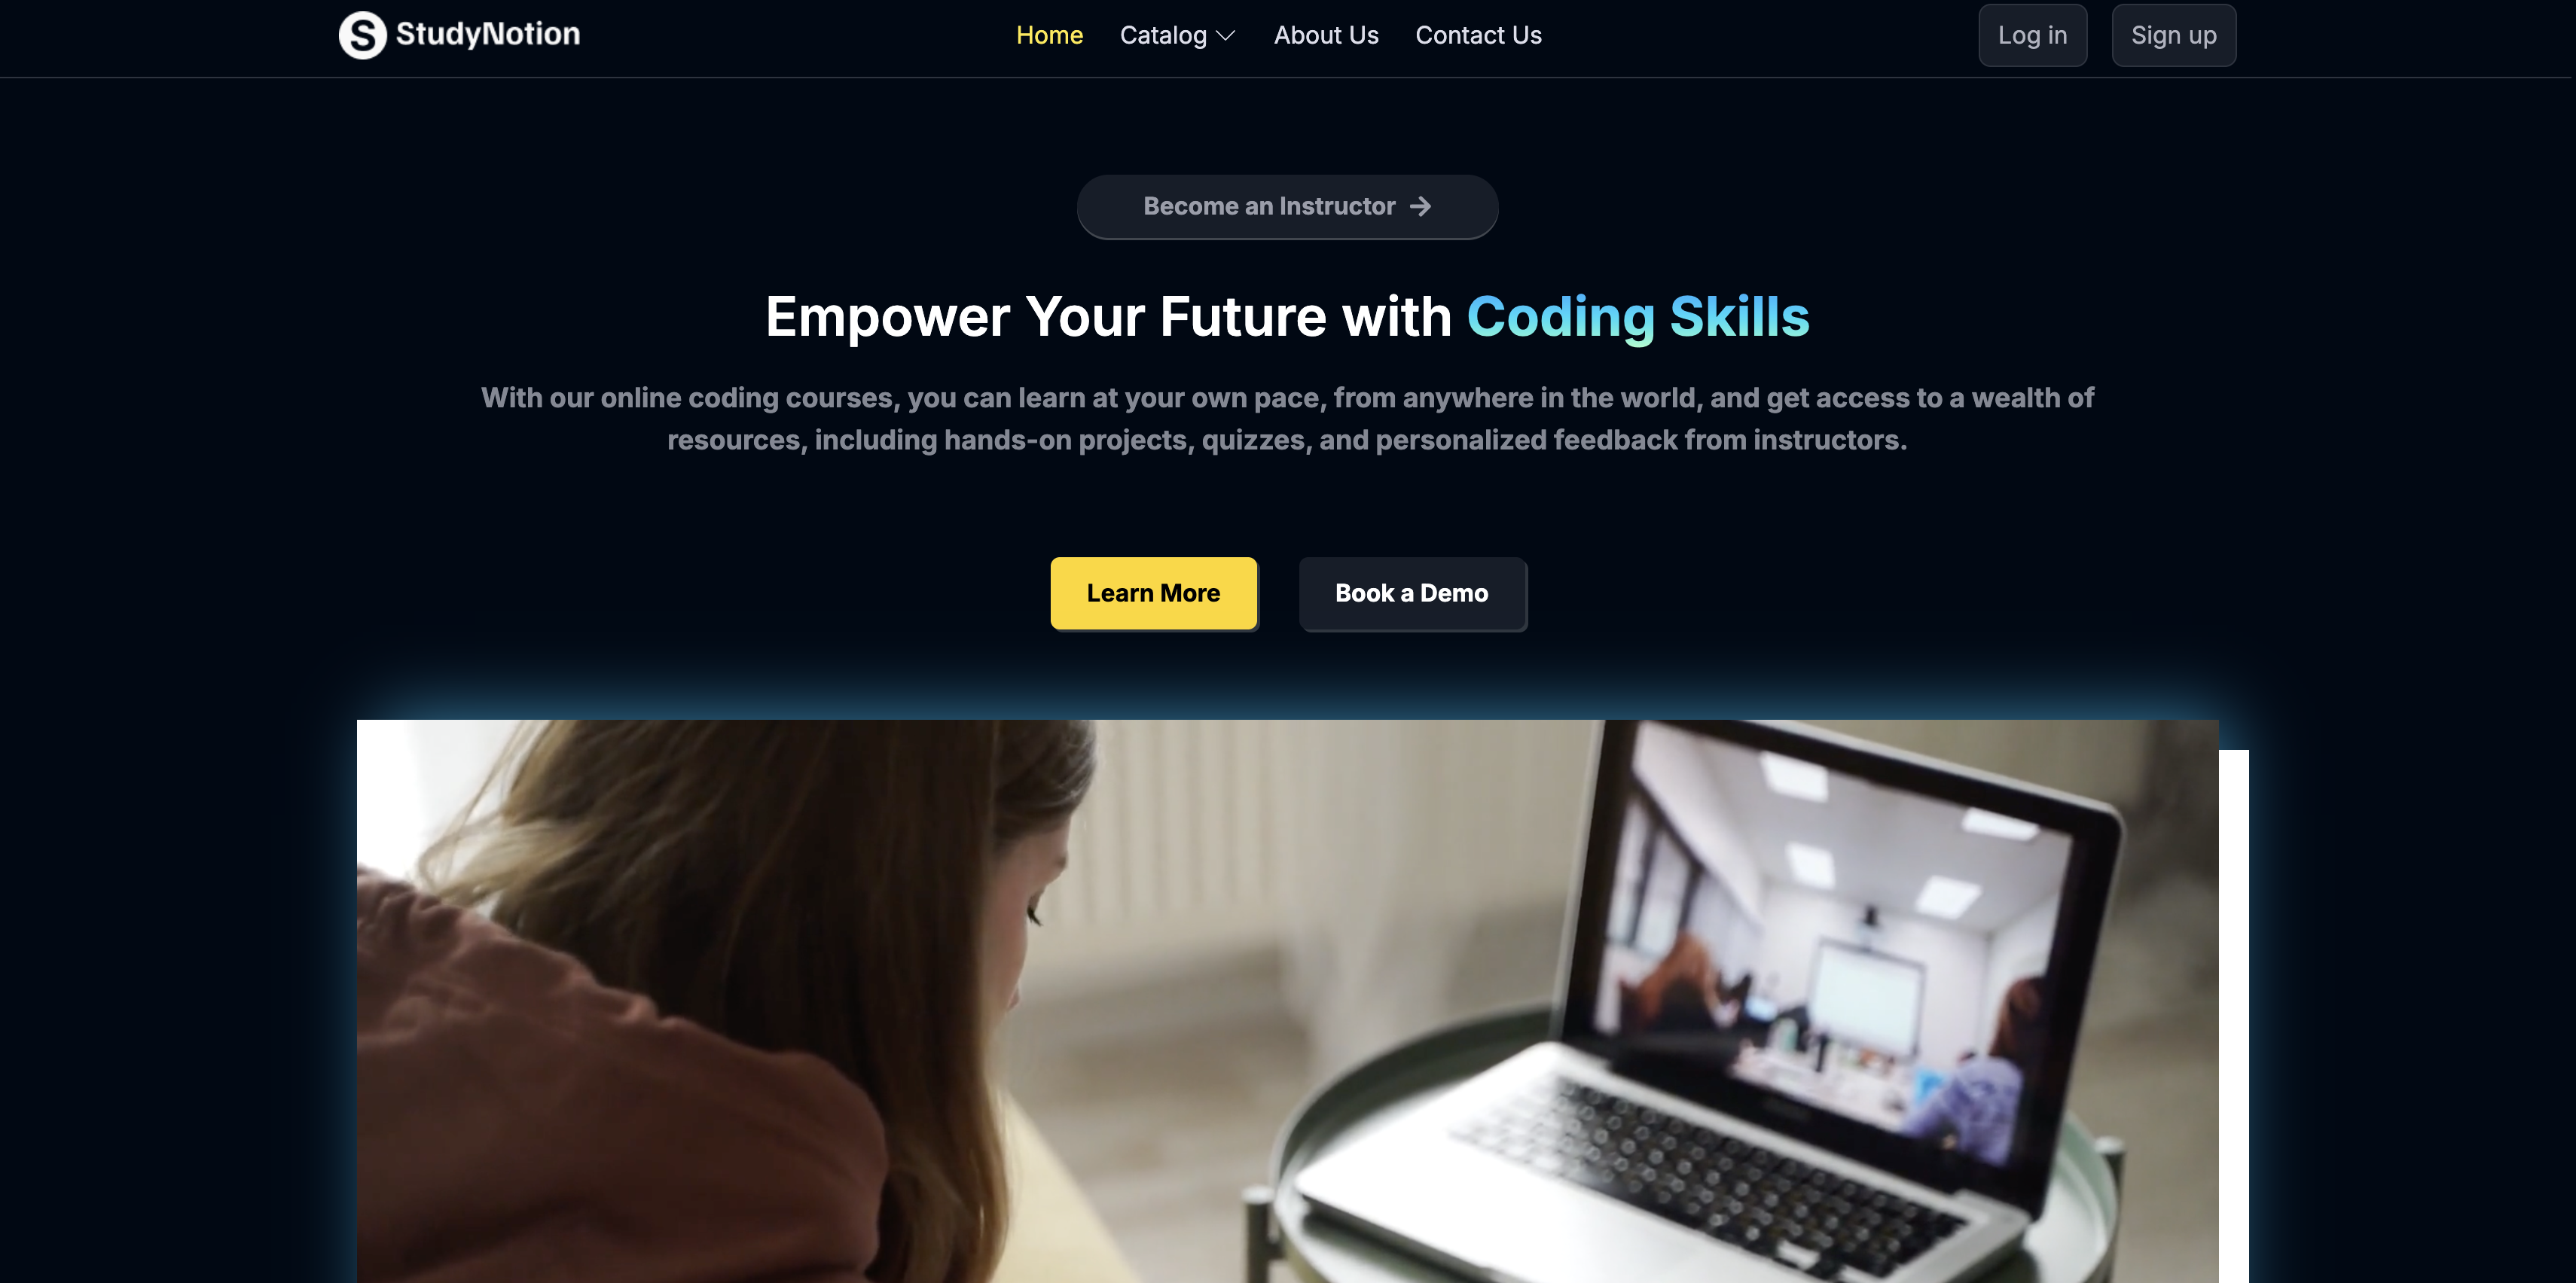 StudyNotion
Home Catalog About Us Contact Us
Log in Sign up
Become an Instructor
Empower Your Future with Coding Skills
With our online coding courses, you can learn at your own pace, from anywhere in the world, and get access to a wealth of
resources, including hands-on projects, quizzes, and personalized feedback from instructors.
Learn More Book a Demo